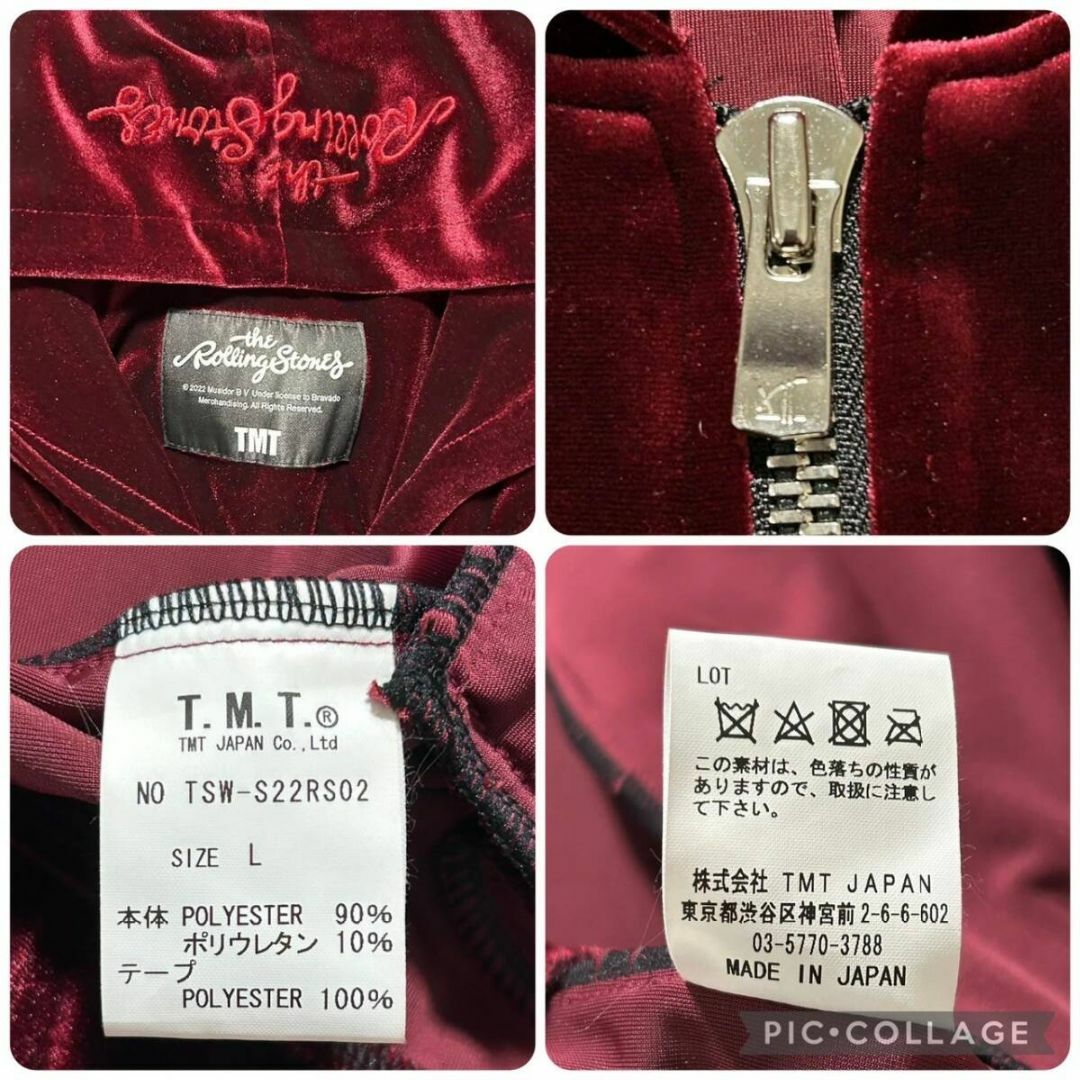 the
Rolling Stones
the
Rolling Stones
© 2022 Musidor B V Under license to Bravado
Merchandising. All Rights Reserved.
TMT
T.M.T.®
TMT JAPAN Co.,Ltd
NO TSW-S22RS02
SIZE L
本体 POLYESTER 90%
ポリウレタン 10%
テープ
POLYESTER 100%
LOT
この素材は、色落ちの性質が
ありますので、取扱に注意し
て下さい。
株式会社 TMT JAPAN
東京都渋谷区神宮前2-6-6-602
03-5770-3788
MADE IN JAPAN
PIC•COLLAGE